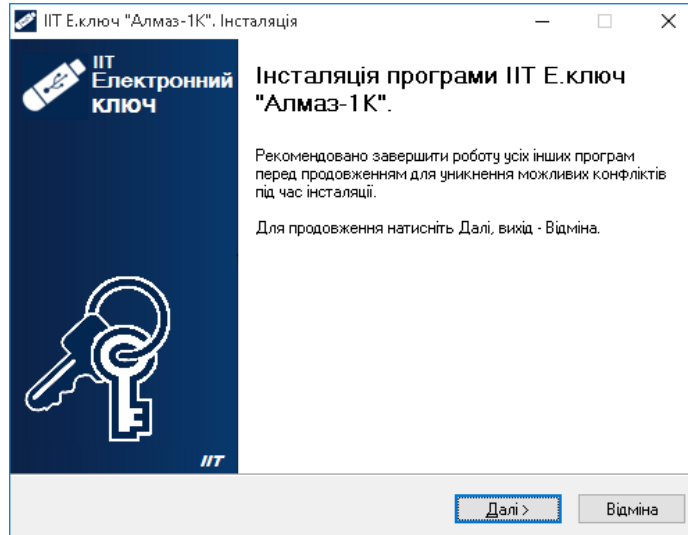 ІІТ Е.ключ "Алмаз-1К". Інсталяція
ІІТ
Електронний
ключ
Інсталяція програми ІІТ Е.ключ
"Алмаз-1К".
Рекомендовано завершити роботу усіх інших програм
перед продовженням для уникнення можливих конфліктів
під час інсталяції.
Для продовження натисніть Далі, вихід - Відміна.
ІІТ
Далі >
Відміна